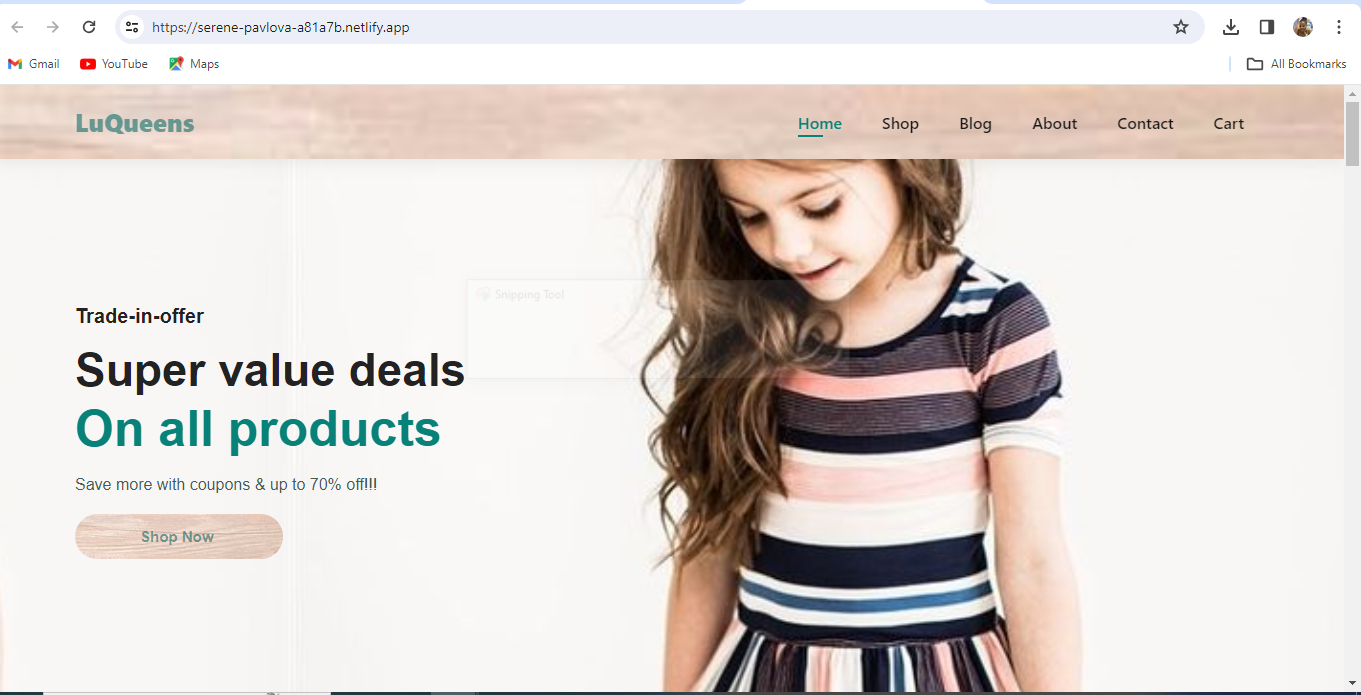 https://serene-pavlova-a81a7b.netlify.app
Gmail YouTube Maps All Bookmarks
LuQueens Home Shop Blog About Contact Cart
Snipping Tool
Trade-in-offer
Super value deals
On all products
Save more with coupons & up to 70% off!!!
Shop Now